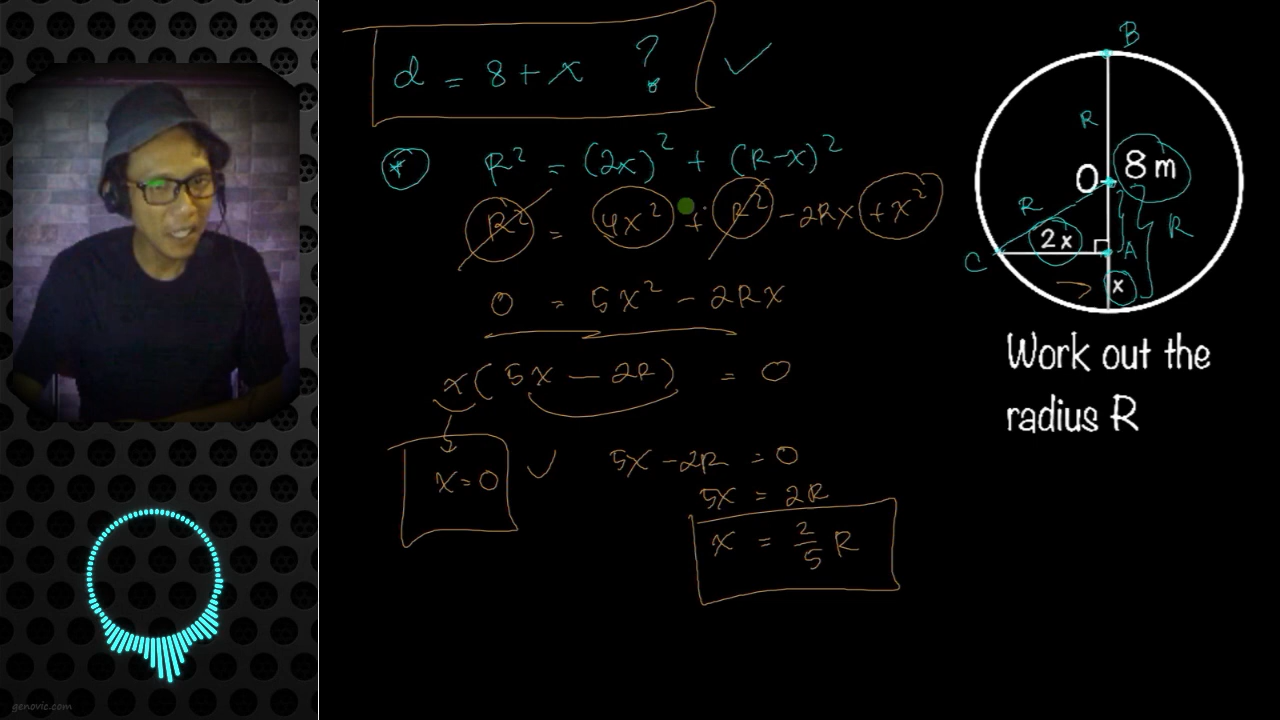 d = 8 + x ?
* R² = (2x)² + (R-x)²
R² = 4x² + R² - 2Rx + x²
0 = 5x² - 2Rx
x(5x - 2R) = 0
x = 0
5x - 2R = 0
5x = 2R
x = 2/5 R
B
R
O 8 m
R R
2x
C A
x
Work out the
radius R
genovic.com